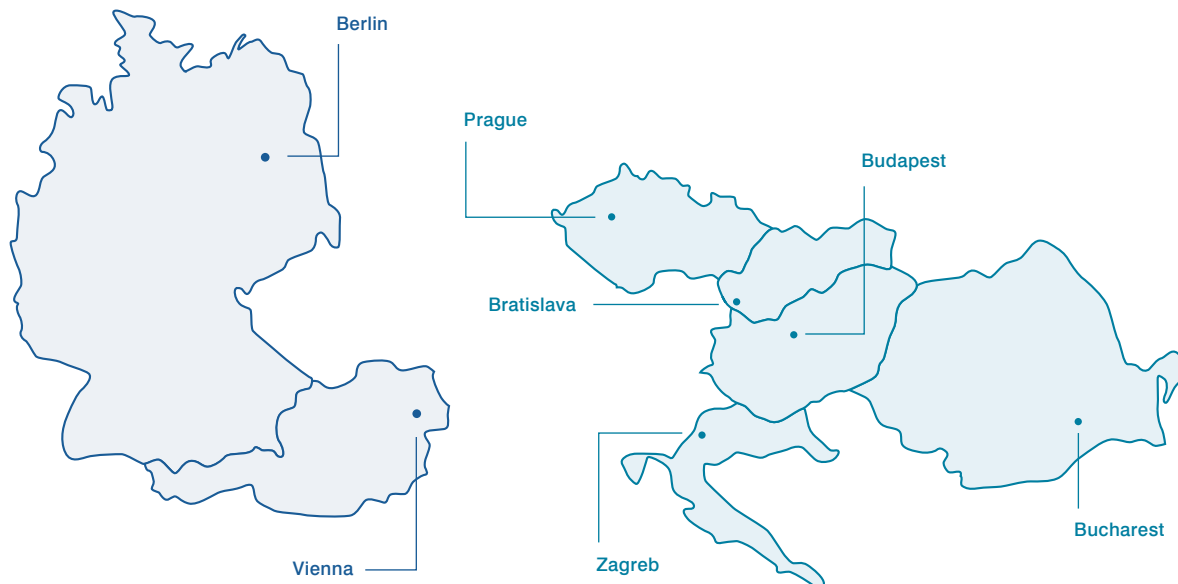 Berlin
Prague
Budapest
Bratislava
Bucharest
Zagreb
Vienna